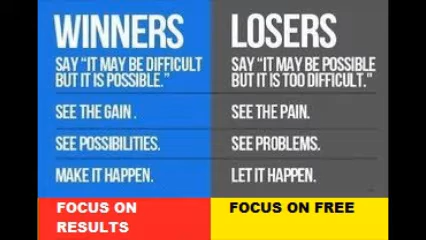 WINNERS
SAY “IT MAY BE DIFFICULT
BUT IT IS POSSIBLE.”
SEE THE GAIN .
SEE POSSIBILITIES.
MAKE IT HAPPEN.
FOCUS ON
RESULTS
LOSERS
SAY “IT MAY BE POSSIBLE
BUT IT IS TOO DIFFICULT.”
SEE THE PAIN.
SEE PROBLEMS.
LET IT HAPPEN.
FOCUS ON FREE